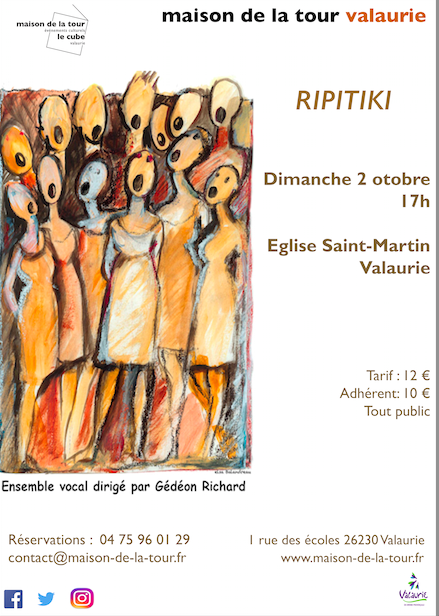 maison de la tour
évènements culturels
le cube
valaurie
maison de la tour valaurie
RIPITIKI
Dimanche 2 otobre
17h
Eglise Saint-Martin
Valaurie
Tarif : 12 €
Adhérent: 10 €
Tout public
Ensemble vocal dirigé par Gédéon Richard
Réservations : 04 75 96 01 29
contact@maison-de-la-tour.fr
1 rue des écoles 26230 Valaurie
www.maison-de-la-tour.fr
Valaurie